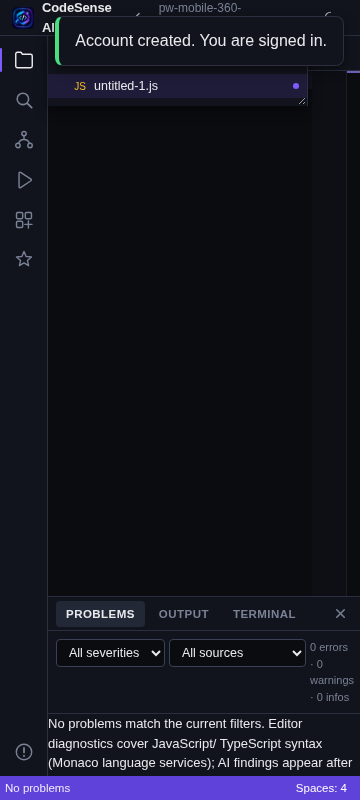 CodeSense
AI
pw-mobile-360-
Account created. You are signed in.
JS untitled-1.js
PROBLEMS OUTPUT TERMINAL
All severities All sources
0 errors
· 0
warnings
· 0 infos
No problems match the current filters. Editor
diagnostics cover JavaScript/ TypeScript syntax
(Monaco language services); AI findings appear after
No problems Spaces: 4